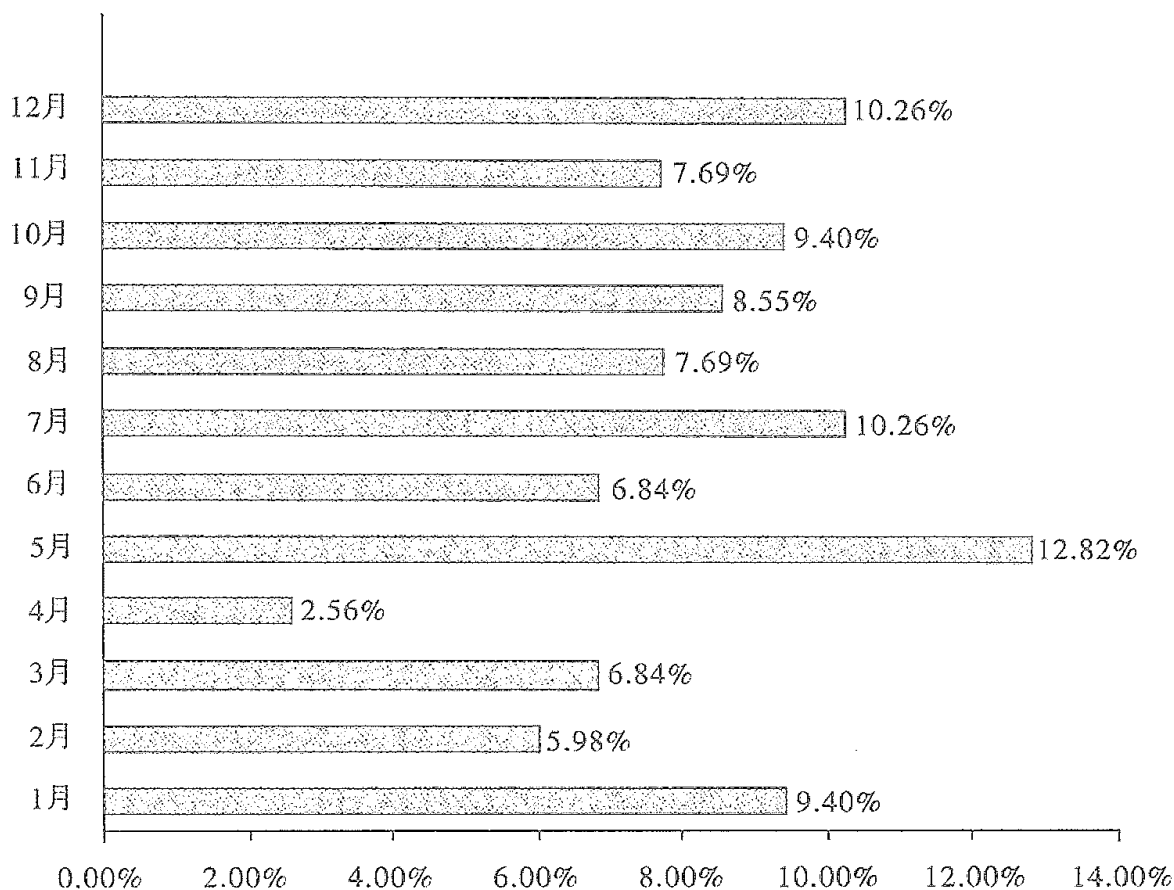 12月 10.26%
11月 7.69%
10月 9.40%
9月 8.55%
8月 7.69%
7月 10.26%
6月 6.84%
5月 12.82%
4月 2.56%
3月 6.84%
2月 5.98%
1月 9.40%
0.00% 2.00% 4.00% 6.00% 8.00% 10.00% 12.00% 14.00%